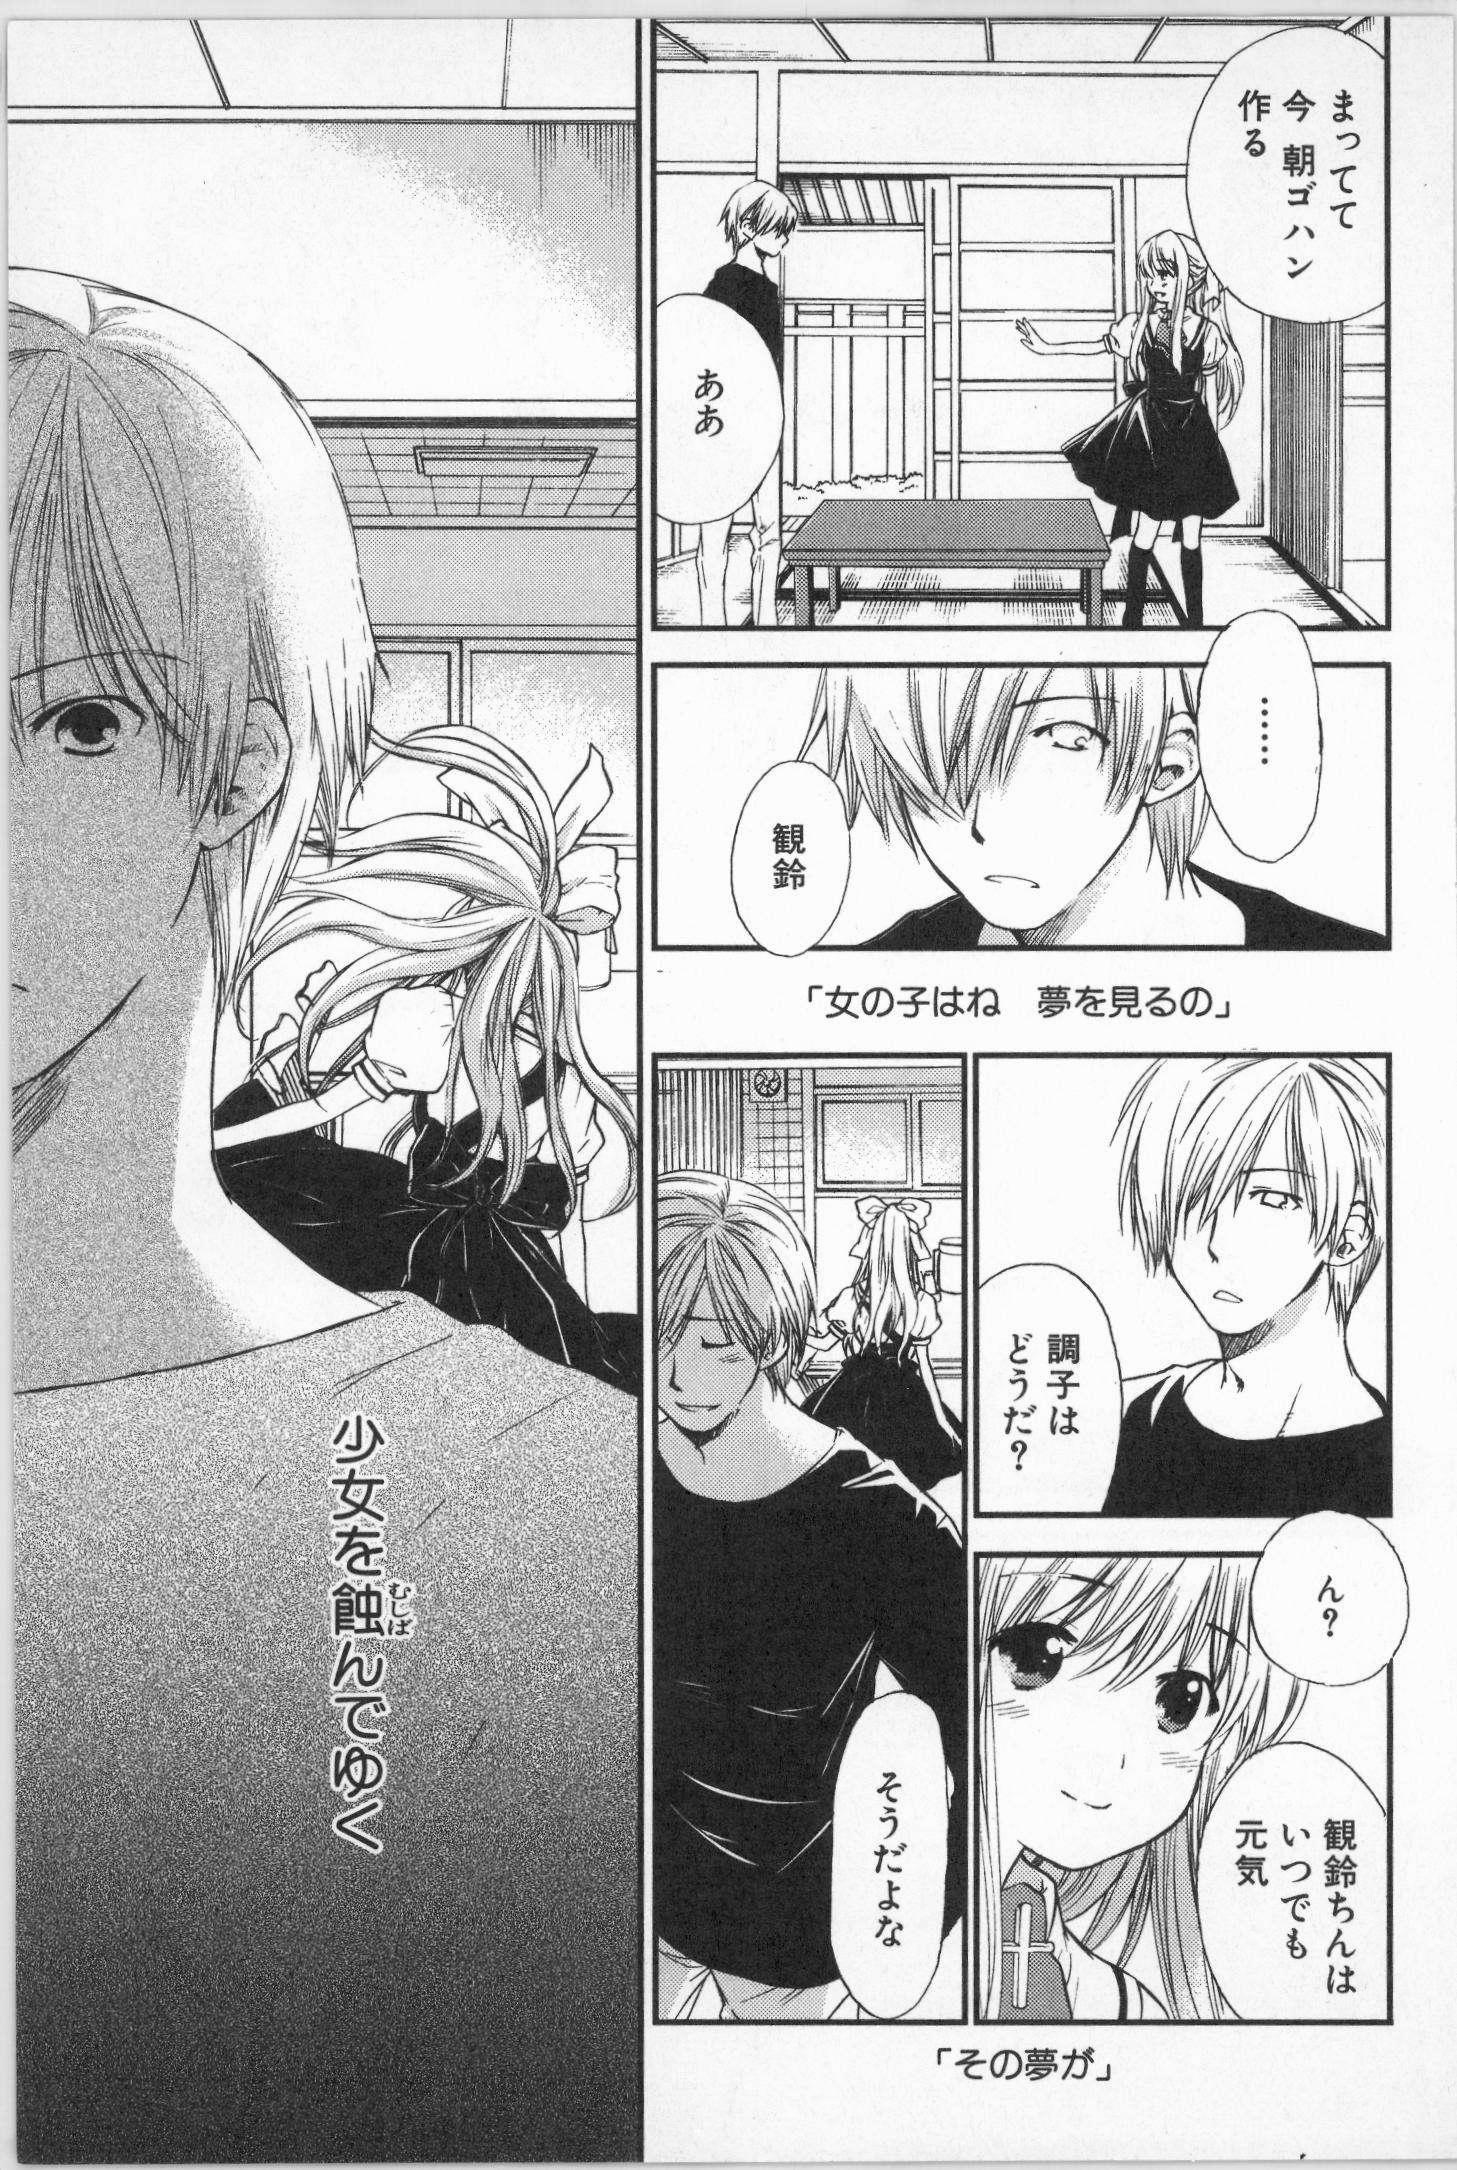 まってて
今 朝ゴハン
作る
ああ
……
観鈴
「女の子はね　夢を見るの」
調子は
どうだ？
ん？
観鈴ちんは
いつでも
元気
そうだよな
「その夢が」
少女を蝕んでゆく
むしば